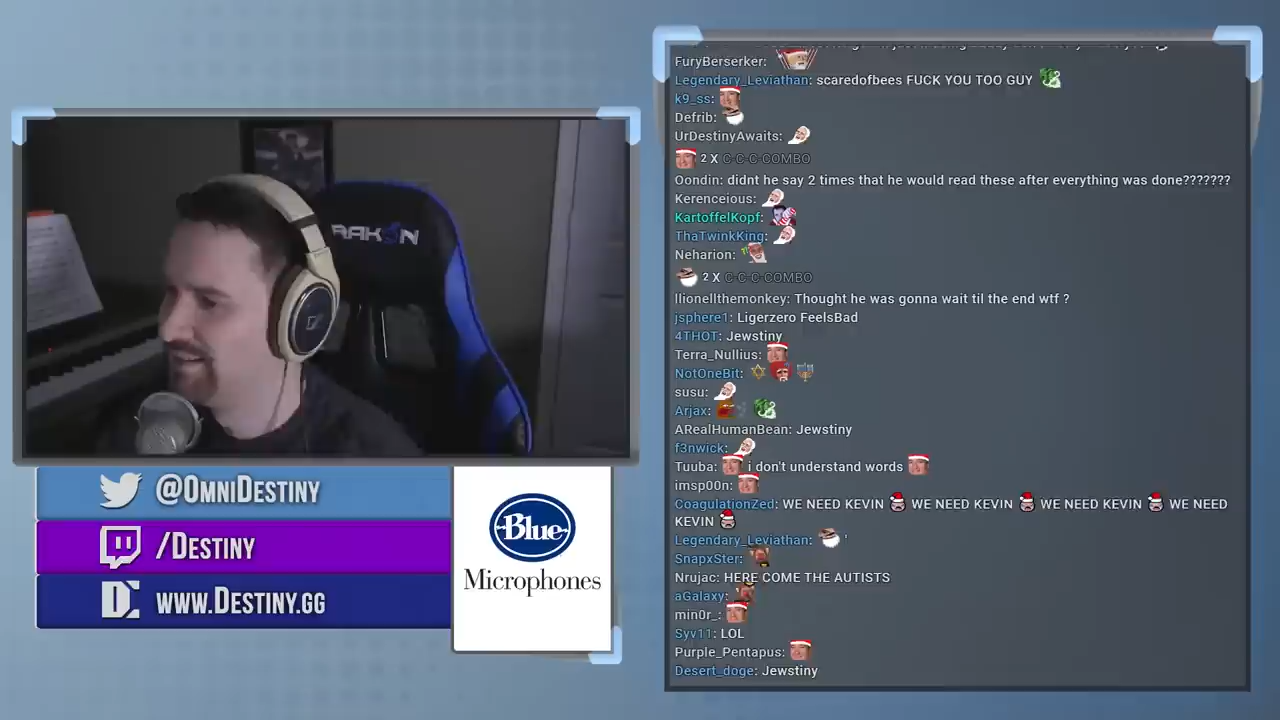 FuryBerserker:
Legendary_Leviathan: scaredofbees FUCK YOU TOO GUY
k9_ss:
Defrib:
UrDestinyAwaits:
2 X C-C-C-COMBO
Oondin: didnt he say 2 times that he would read these after everything was done???????
Kerenceious:
KartoffelKopf:
ThaTwinkKing:
Neharion:
2 X C-C-C-COMBO
llionellthemonkey: Thought he was gonna wait til the end wtf ?
jsphere1: Ligerzero FeelsBad
4THOT: Jewstiny
Terra_Nullius:
NotOneBit:
susu:
Arjax:
ARealHumanBean: Jewstiny
f3nwick:
Tuuba: i don't understand words
imsp00n:
CoagulationZed: WE NEED KEVIN WE NEED KEVIN WE NEED KEVIN WE NEED
KEVIN
Legendary_Leviathan: '
SnapxSter:
Nrujac: HERE COME THE AUTISTS
aGalaxy:
min0r_:
Syv11: LOL
Purple_Pentapus:
Desert_doge: Jewstiny
@OmniDestiny
/Destiny
www.Destiny.gg
Blue
Microphones